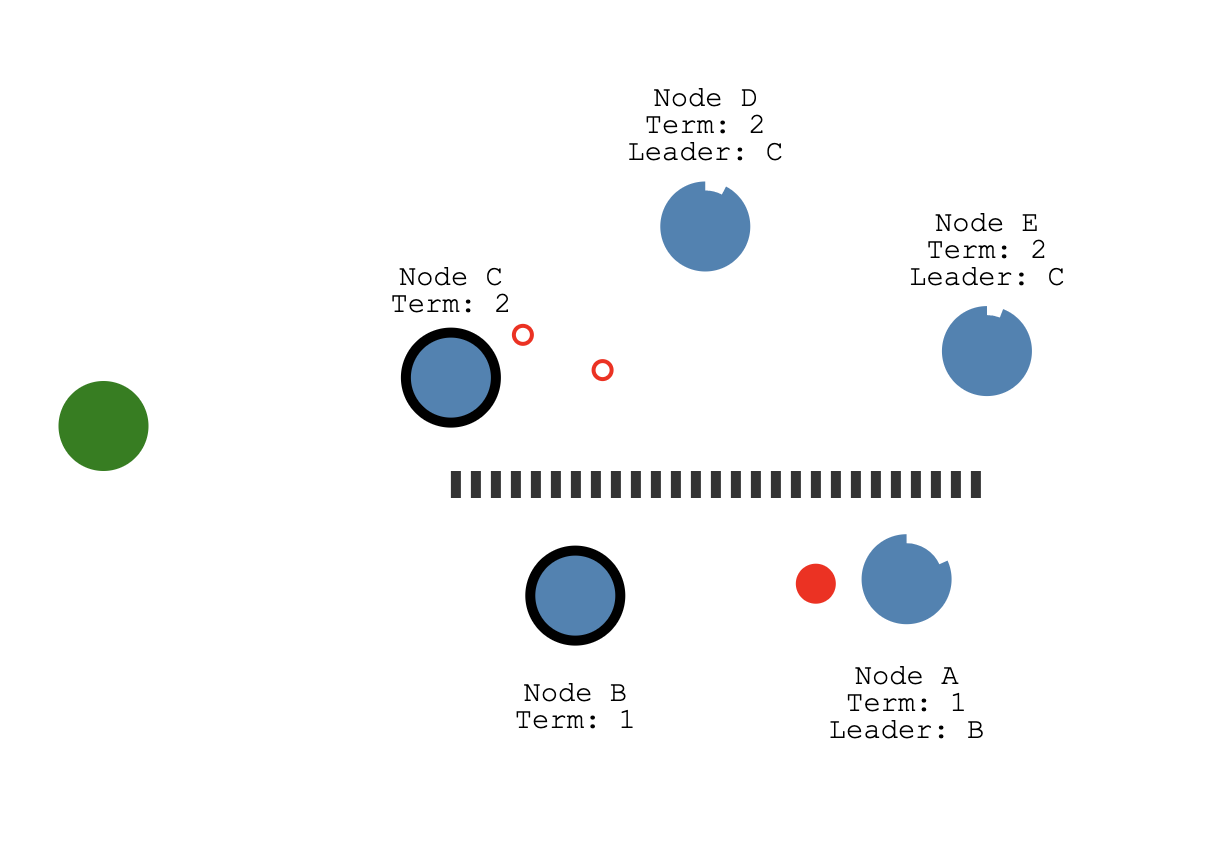 Node D
Term: 2
Leader: C
Node E
Term: 2
Leader: C
Node C
Term: 2
Node B
Term: 1
Node A
Term: 1
Leader: B